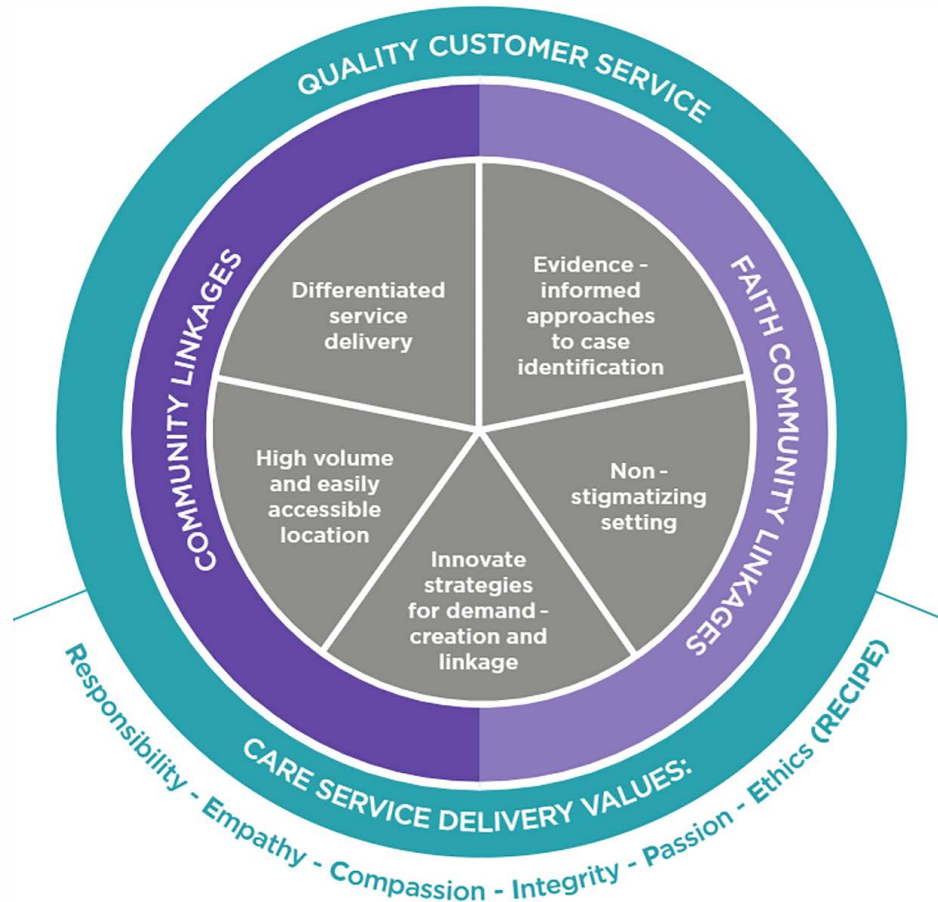 QUALITY CUSTOMER SERVICE
COMMUNITY LINKAGES
FAITH COMMUNITY LINKAGES
Differentiated
service
delivery
Evidence -
informed
approaches
to case
identification
High volume
and easily
accessible
location
Non -
stigmatizing
setting
Innovate
strategies
for demand -
creation and
linkage
CARE SERVICE DELIVERY VALUES:
Responsibility - Empathy - Compassion - Integrity - Passion - Ethics (RECIPE)